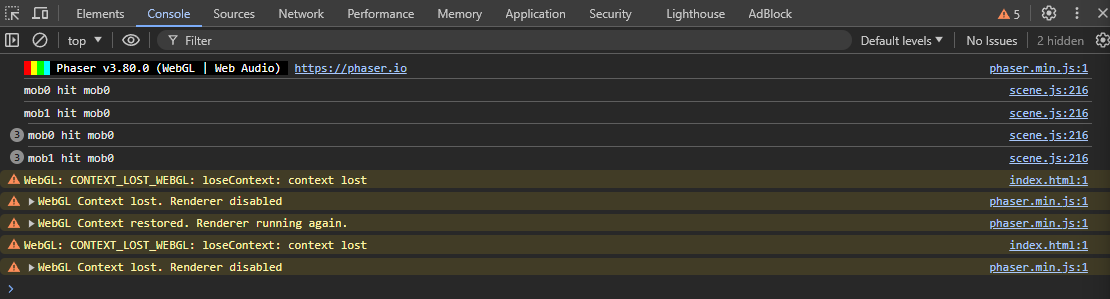 Elements Console Sources Network Performance Memory Application Security Lighthouse AdBlock 5
top Filter Default levels No Issues 2 hidden
Phaser v3.80.0 (WebGL | Web Audio) https://phaser.io phaser.min.js:1
mob0 hit mob0 scene.js:216
mob1 hit mob0 scene.js:216
3 mob0 hit mob0 scene.js:216
3 mob1 hit mob0 scene.js:216
WebGL: CONTEXT_LOST_WEBGL: loseContext: context lost index.html:1
WebGL Context lost. Renderer disabled phaser.min.js:1
WebGL Context restored. Renderer running again. phaser.min.js:1
WebGL: CONTEXT_LOST_WEBGL: loseContext: context lost index.html:1
WebGL Context lost. Renderer disabled phaser.min.js:1